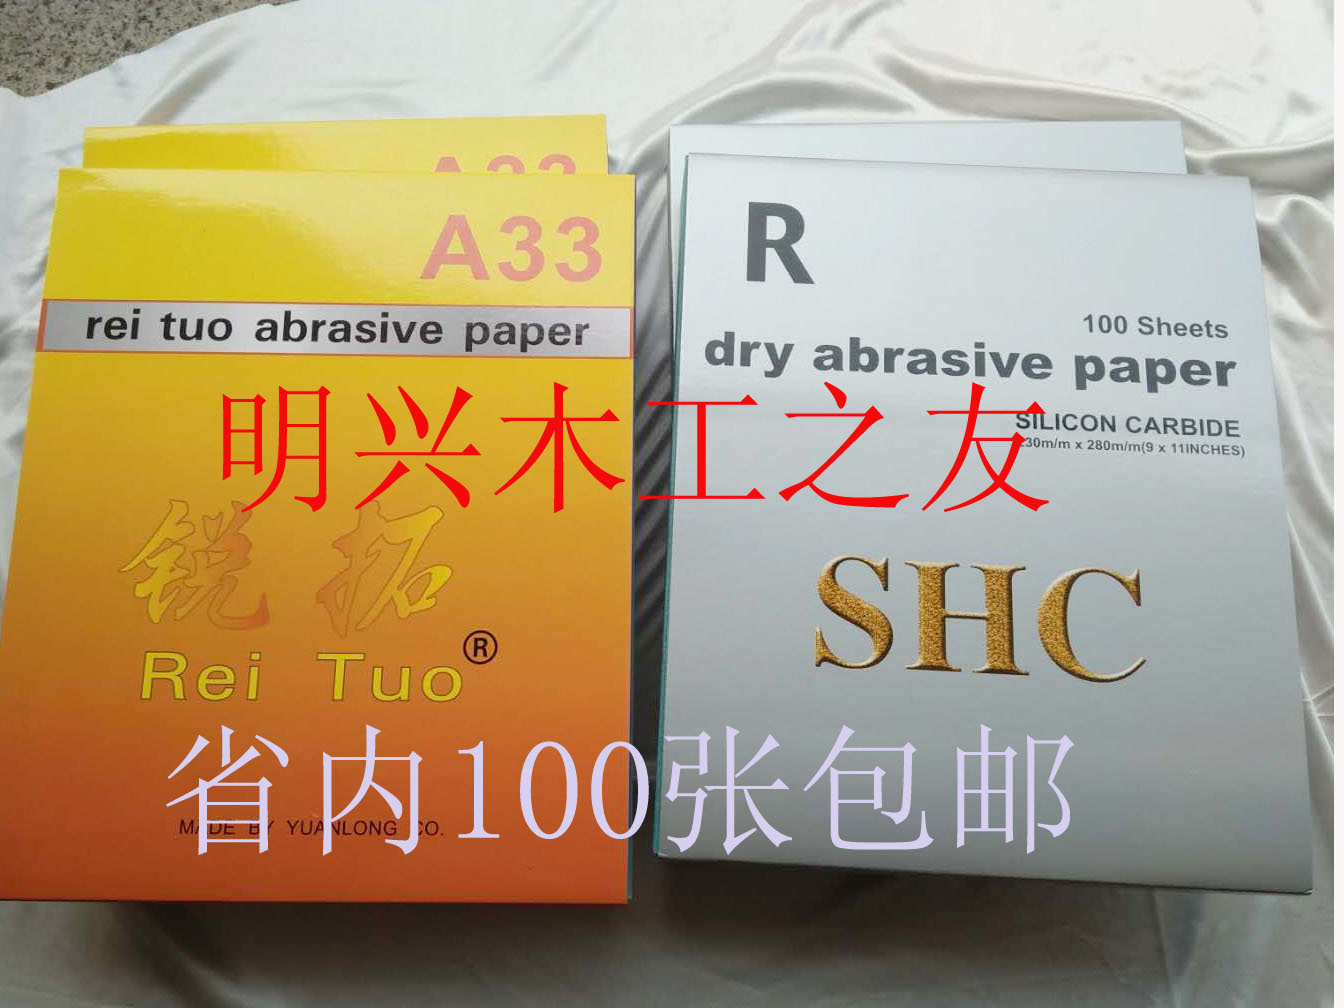 A33
A33
rei tuo abrasive paper
锐拓
Rei Tuo®
MADE BY YUANLONG CO.
R
100 Sheets
dry abrasive paper
SILICON CARBIDE
230m/m x 280m/m(9 x 11INCHES)
SHC
明兴木工之友
省内100张包邮